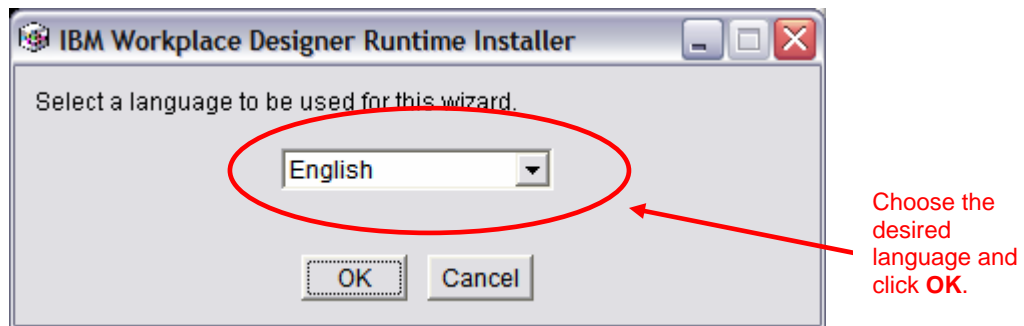 IBM Workplace Designer Runtime Installer
Select a language to be used for this wizard.
English
OK
Cancel
Choose the
desired
language and
click OK.